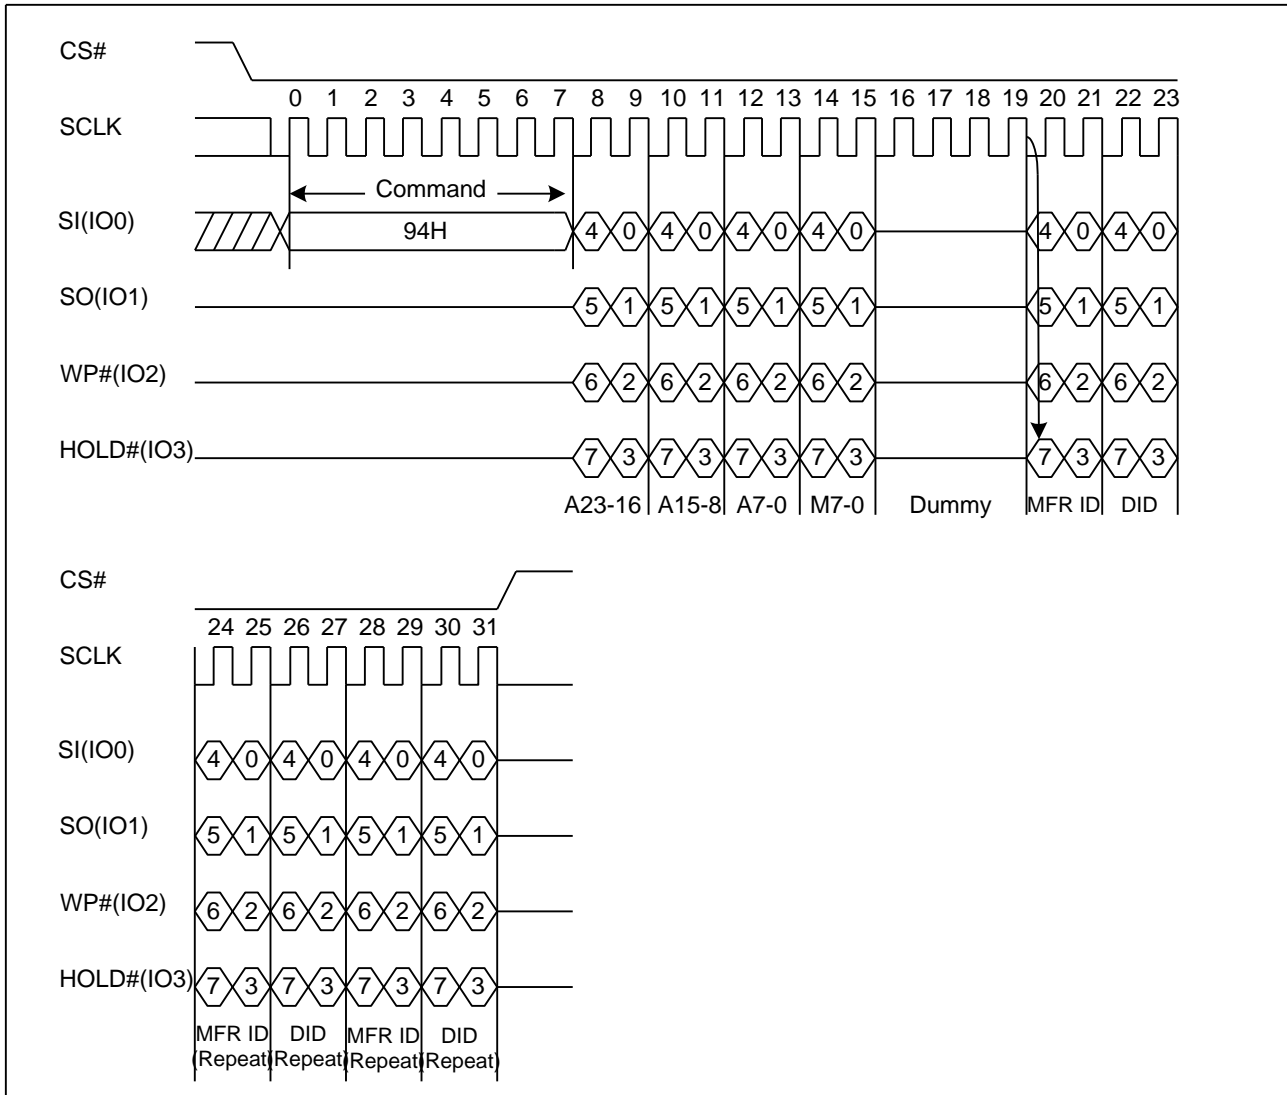 CS#
0 1 2 3 4 5 6 7 8 9 10 11 12 13 14 15 16 17 18 19 20 21 22 23
SCLK
Command
SI(IO0)
94H 4 0 4 0 4 0 4 0 4 0 4 0
SO(IO1)
5 1 5 1 5 1 5 1 5 1 5 1
WP#(IO2)
6 2 6 2 6 2 6 2 6 2 6 2
HOLD#(IO3)
7 3 7 3 7 3 7 3 7 3 7 3
A23-16 A15-8 A7-0 M7-0 Dummy MFR ID DID
CS#
24 25 26 27 28 29 30 31
SCLK
SI(IO0)
4 0 4 0 4 0 4 0
SO(IO1)
5 1 5 1 5 1 5 1
WP#(IO2)
6 2 6 2 6 2 6 2
HOLD#(IO3)
7 3 7 3 7 3 7 3
MFR ID DID MFR ID DID
(Repeat) (Repeat) (Repeat) (Repeat)